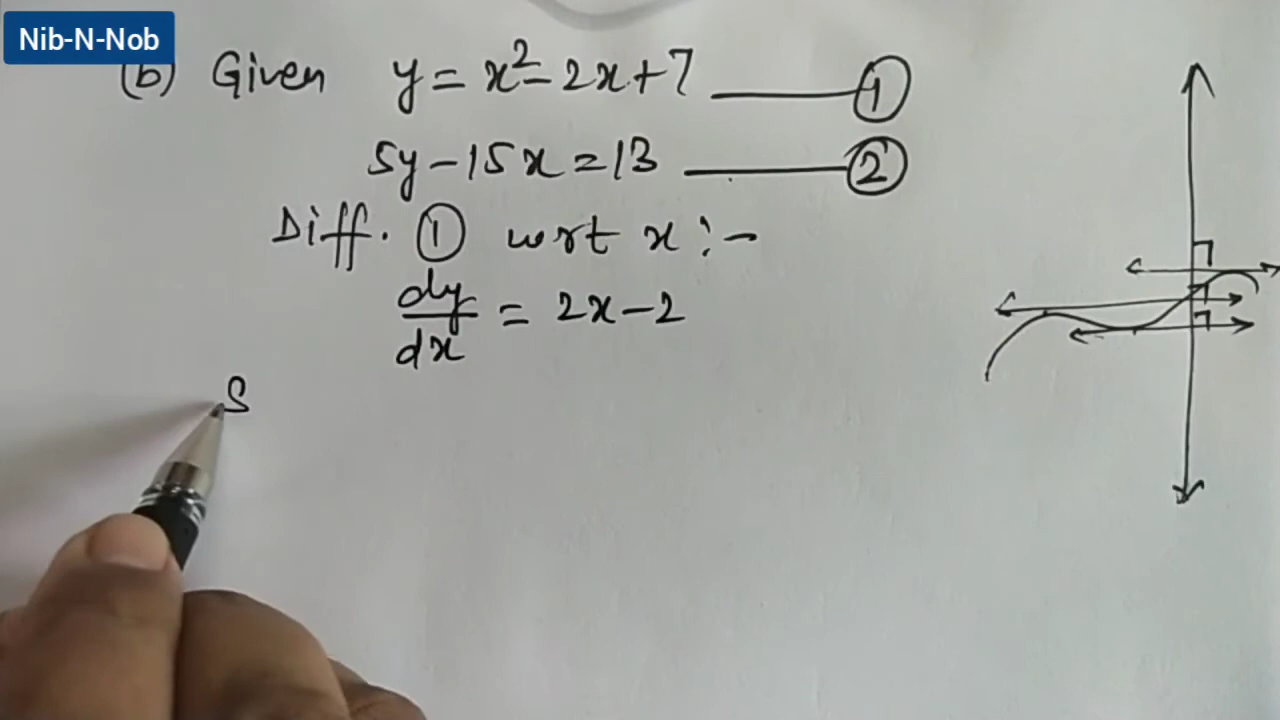 Nib-N-Nob
(b) Given y = x² - 2x + 7 ——— ①
5y - 15x = 13 ——— ②
Diff. ① wrt x :-
dy/dx = 2x - 2
S